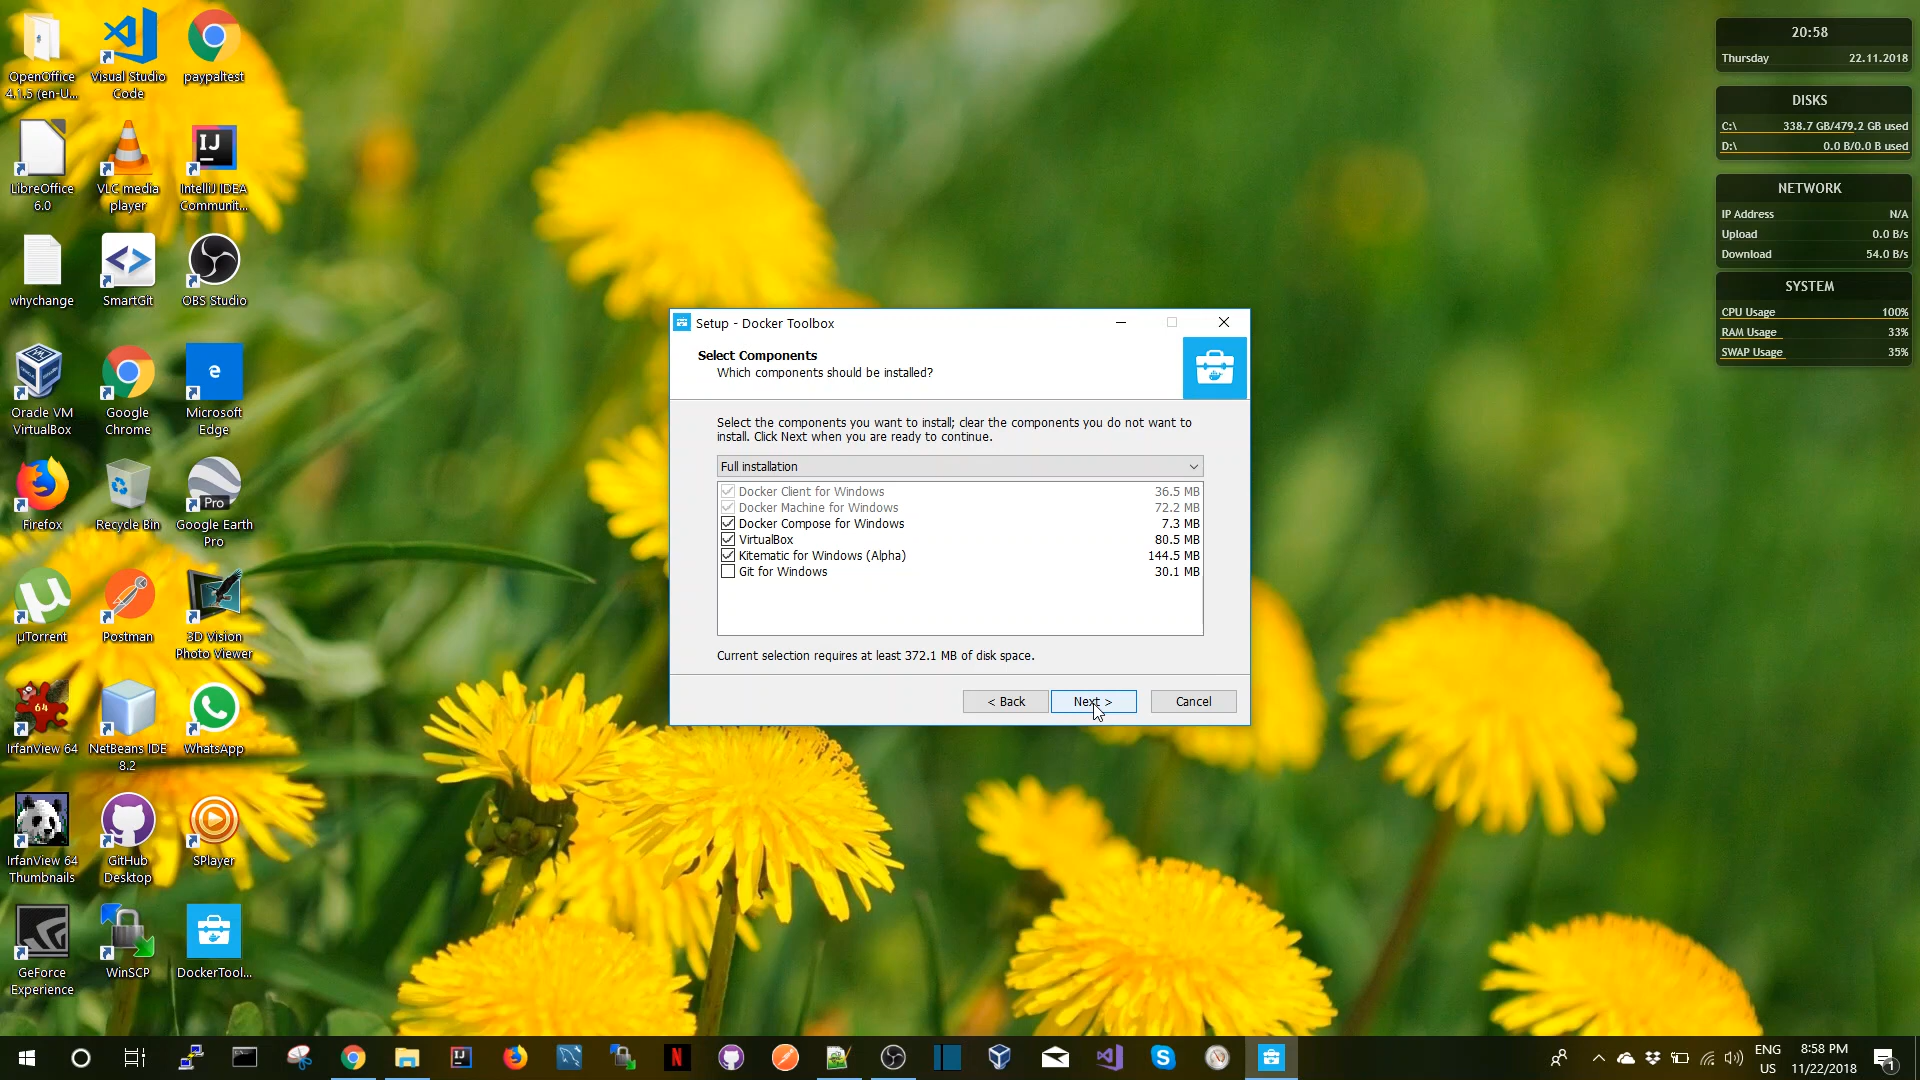 OpenOffice
4.1.5 (en-U...
Visual Studio
Code
paypaltest
LibreOffice
6.0
VLC media
player
IntelliJ IDEA
Communit...
whychange
SmartGit
OBS Studio
Oracle VM
VirtualBox
Google
Chrome
Microsoft
Edge
Firefox
Recycle Bin
Google Earth
Pro
µTorrent
Postman
3D Vision
Photo Viewer
IrfanView 64
NetBeans IDE
8.2
WhatsApp
IrfanView 64
Thumbnails
GitHub
Desktop
SPlayer
GeForce
Experience
WinSCP
DockerTool...
Setup - Docker Toolbox
Select Components
Which components should be installed?
Select the components you want to install; clear the components you do not want to
install. Click Next when you are ready to continue.
Full installation
Docker Client for Windows 36.5 MB
Docker Machine for Windows 72.2 MB
Docker Compose for Windows 7.3 MB
VirtualBox 80.5 MB
Kitematic for Windows (Alpha) 144.5 MB
Git for Windows 30.1 MB
Current selection requires at least 372.1 MB of disk space.
< Back
Next >
Cancel
20:58
Thursday 22.11.2018
DISKS
C:\ 338.7 GB/479.2 GB used
D:\ 0.0 B/0.0 B used
NETWORK
IP Address N/A
Upload 0.0 B/s
Download 54.0 B/s
SYSTEM
CPU Usage 100%
RAM Usage 33%
SWAP Usage 35%
ENG
US
8:58 PM
11/22/2018
1